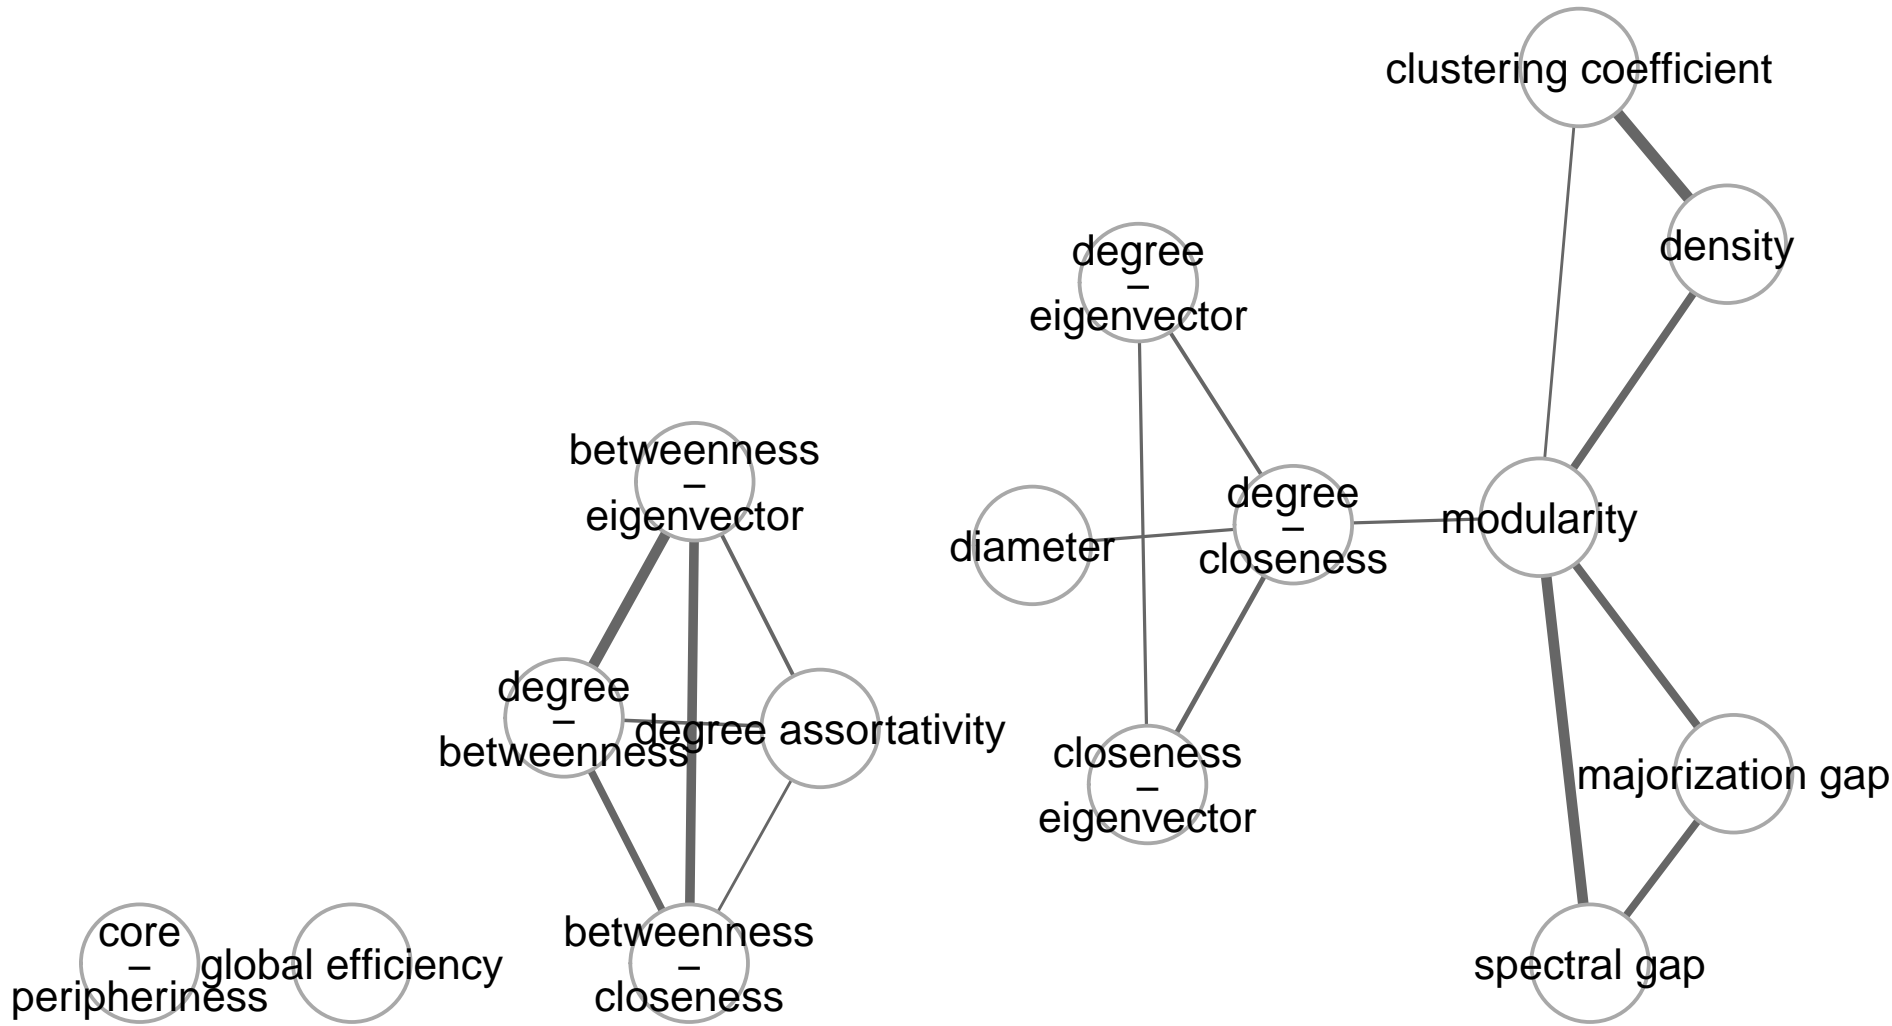 clustering coefficient
density
degree
–
eigenvector
betweenness
–
eigenvector
degree
–
closeness
modularity
diameter
degree
–
betweenness
degree assortativity
closeness
–
eigenvector
majorization gap
core
–
peripheriness
global efficiency
betweenness
–
closeness
spectral gap